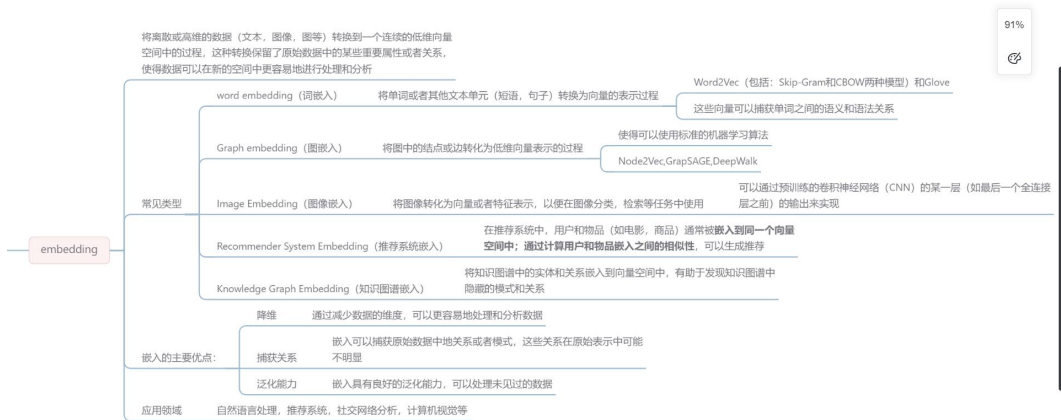 91%
将离散或高维的数据（文本，图像，图等）转换到一个连续的低维向量
空间中的过程，这种转换保留了原始数据中的某些重要属性或者关系，
使得数据可以在新的空间中更容易地进行处理和分析
embedding
常见类型
word embedding（词嵌入）
将单词或者其他文本单元（短语，句子）转换为向量的表示过程
Word2Vec（包括：Skip-Gram和CBOW两种模型）和Glove
这些向量可以捕获单词之间的语义和语法关系
Graph embedding（图嵌入）
将图中的结点或边转化为低维向量表示的过程
使得可以使用标准的机器学习算法
Node2Vec,GrapSAGE,DeepWalk
Image Embedding（图像嵌入）
将图像转化为向量或者特征表示，以便在图像分类，检索等任务中使用
可以通过预训练的卷积神经网络（CNN）的某一层（如最后一个全连接
层之前）的输出来实现
Recommender System Embedding（推荐系统嵌入）
在推荐系统中，用户和物品（如电影，商品）通常被嵌入到同一个向量
空间中；通过计算用户和物品嵌入之间的相似性，可以生成推荐
Knowledge Graph Embedding（知识图谱嵌入）
将知识图谱中的实体和关系嵌入到向量空间中，有助于发现知识图谱中
隐藏的模式和关系
嵌入的主要优点：
降维
通过减少数据的维度，可以更容易地处理和分析数据
捕获关系
嵌入可以捕获原始数据中地关系或者模式，这些关系在原始表示中可能
不明显
泛化能力
嵌入具有良好的泛化能力，可以处理未见过的数据
应用领域
自然语言处理，推荐系统，社交网络分析，计算机视觉等